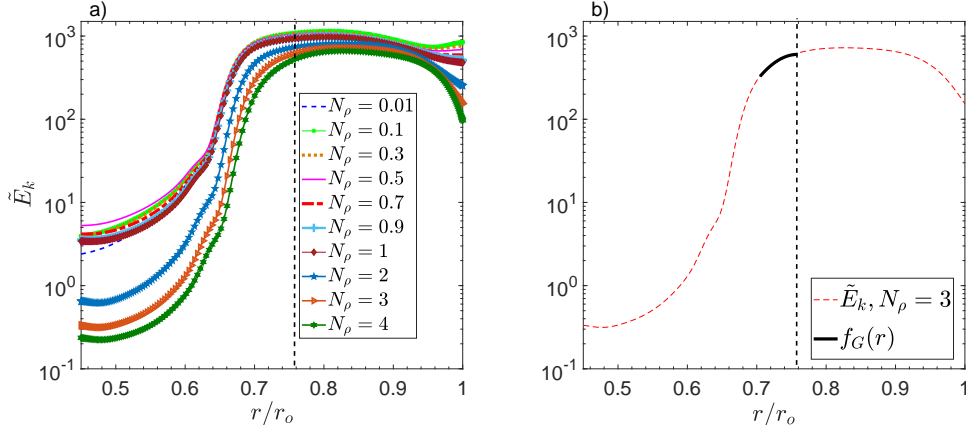 a)
10^3
10^2
10^1
10^0
10^{-1}
Ẽ_k
0.5 0.6 0.7 0.8 0.9 1
r/r_o
N_ρ = 0.01
N_ρ = 0.1
N_ρ = 0.3
N_ρ = 0.5
N_ρ = 0.7
N_ρ = 0.9
N_ρ = 1
N_ρ = 2
N_ρ = 3
N_ρ = 4
b)
10^3
10^2
10^1
10^0
10^{-1}
0.5 0.6 0.7 0.8 0.9 1
r/r_o
Ẽ_k, N_ρ = 3
f_G(r)